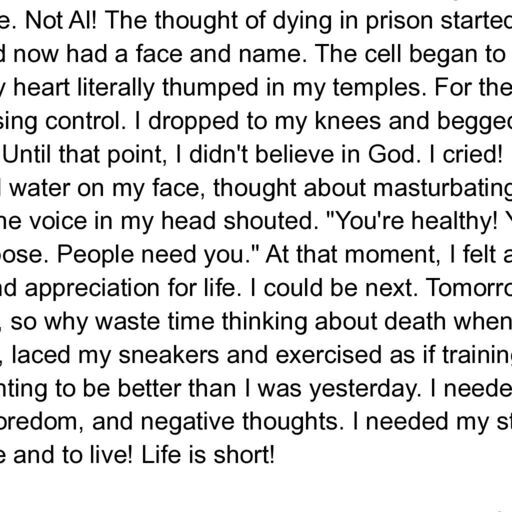 e. Not Al! The thought of dying in prison started
d now had a face and name. The cell began to
y heart literally thumped in my temples. For the
sing control. I dropped to my knees and begged
Until that point, I didn't believe in God. I cried!
l water on my face, thought about masturbating
ne voice in my head shouted. "You're healthy! Y
ose. People need you." At that moment, I felt a
nd appreciation for life. I could be next. Tomorro
, so why waste time thinking about death when
, laced my sneakers and exercised as if training
nting to be better than I was yesterday. I neede
oredom, and negative thoughts. I needed my st
e and to live! Life is short!